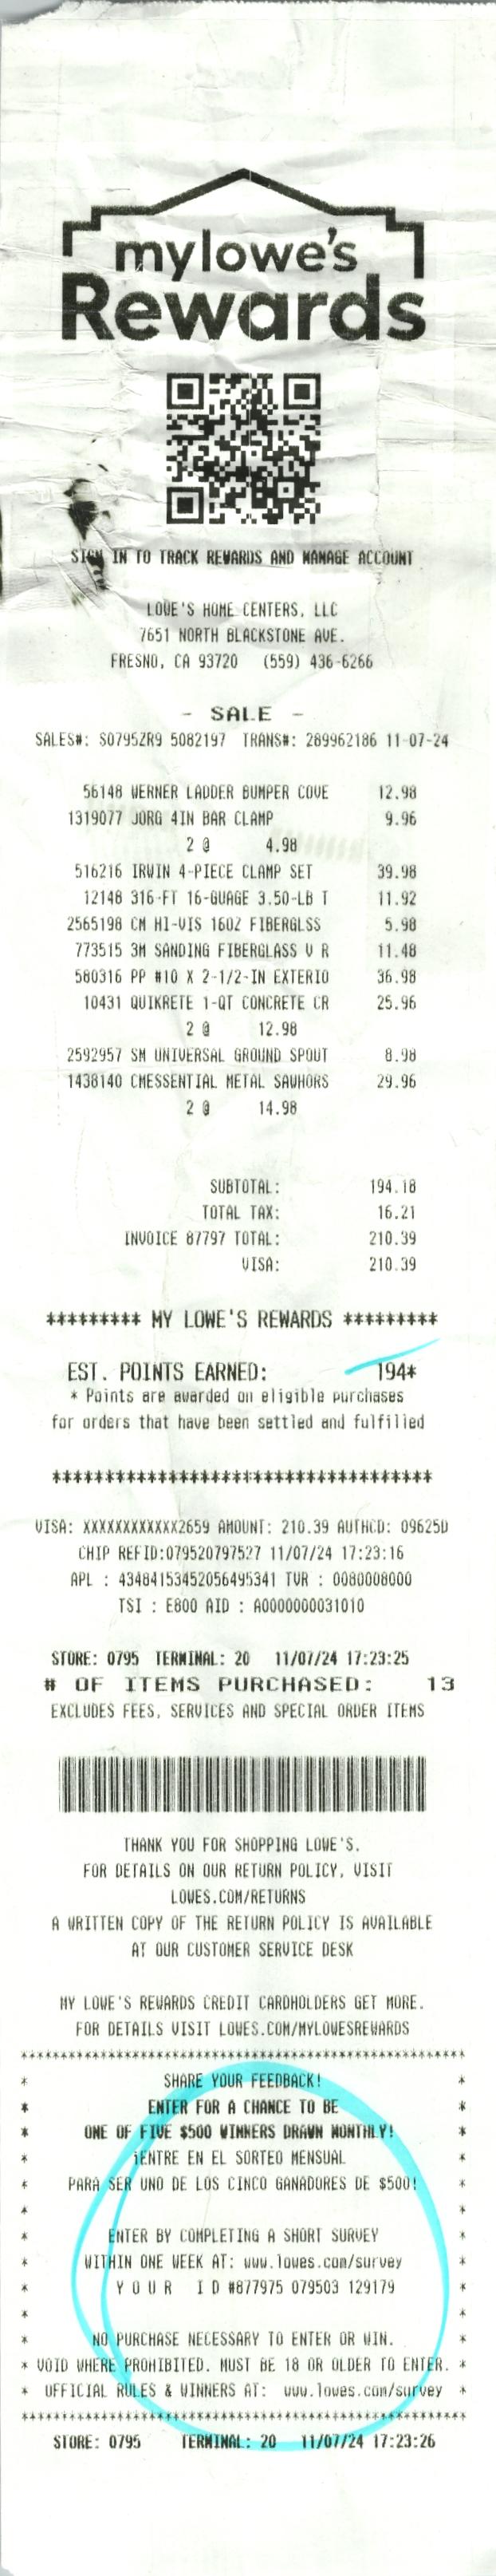 mylowe's
Rewards
SIGN IN TO TRACK REWARDS AND MANAGE ACCOUNT
LOWE'S HOME CENTERS, LLC
7651 NORTH BLACKSTONE AVE.
FRESNO, CA 93720 (559) 436-6266
- SALE -
SALES#: S0795ZR9 5082197 TRANS#: 289962186 11-07-24
56148 WERNER LADDER BUMPER COVE 12.98
1319077 JORG 4IN BAR CLAMP 9.96
2 @ 4.98
516216 IRWIN 4-PIECE CLAMP SET 39.98
12148 316-FT 16-GUAGE 3.50-LB T 11.92
2565198 CM HI-VIS 16OZ FIBERGLSS 5.98
773515 3M SANDING FIBERGLASS V R 11.48
580316 PP #10 X 2-1/2-IN EXTERIO 36.98
10431 QUIKRETE 1-QT CONCRETE CR 25.96
2 @ 12.98
2592957 SM UNIVERSAL GROUND SPOUT 8.98
1438140 CMESSENTIAL METAL SAWHORS 29.96
2 @ 14.98
SUBTOTAL: 194.18
TOTAL TAX: 16.21
INVOICE 87797 TOTAL: 210.39
VISA: 210.39
********* MY LOWE'S REWARDS *********
EST. POINTS EARNED: 194*
* Points are awarded on eligible purchases
for orders that have been settled and fulfilled
************************************
VISA: XXXXXXXXXXXX2659 AMOUNT: 210.39 AUTHCD: 09625D
CHIP REFID:079520797527 11/07/24 17:23:16
APL : 43484153452056495341 TVR : 0080008000
TSI : E800 AID : A0000000031010
STORE: 0795 TERMINAL: 20 11/07/24 17:23:25
# OF ITEMS PURCHASED: 13
EXCLUDES FEES, SERVICES AND SPECIAL ORDER ITEMS
THANK YOU FOR SHOPPING LOWE'S.
FOR DETAILS ON OUR RETURN POLICY, VISIT
LOWES.COM/RETURNS
A WRITTEN COPY OF THE RETURN POLICY IS AVAILABLE
AT OUR CUSTOMER SERVICE DESK
MY LOWE'S REWARDS CREDIT CARDHOLDERS GET MORE.
FOR DETAILS VISIT LOWES.COM/MYLOWESREWARDS
******************************************************
* SHARE YOUR FEEDBACK! *
* ENTER FOR A CHANCE TO BE *
* ONE OF FIVE $500 WINNERS DRAWN MONTHLY! *
* ¡ENTRE EN EL SORTEO MENSUAL *
* PARA SER UNO DE LOS CINCO GANADORES DE $500! *
* *
* ENTER BY COMPLETING A SHORT SURVEY *
* WITHIN ONE WEEK AT: www.lowes.com/survey *
* Y O U R I D #877975 079503 129179 *
* *
* NO PURCHASE NECESSARY TO ENTER OR WIN. *
* VOID WHERE PROHIBITED. MUST BE 18 OR OLDER TO ENTER. *
* OFFICIAL RULES & WINNERS AT: www.lowes.com/survey *
******************************************************
STORE: 0795 TERMINAL: 20 11/07/24 17:23:26